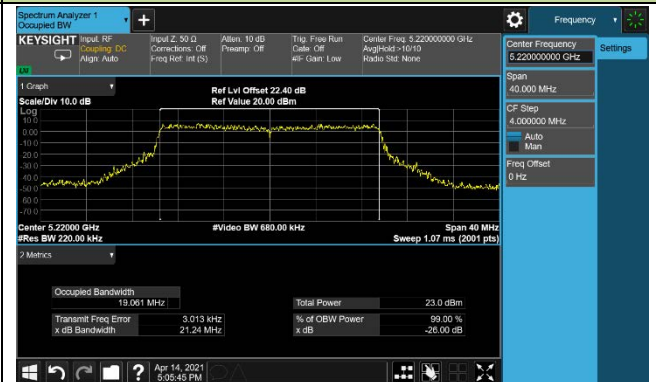 Spectrum Analyzer 1
Occupied BW
Frequency
KEYSIGHT
Input: RF
Coupling: DC
Align: Auto
Input Z: 50 Ω
Corrections: Off
Freq Ref: Int (S)
Atten: 10 dB
Preamp: Off
Trig: Free Run
Gate: Off
#IF Gain: Low
Center Freq: 5.220000000 GHz
Avg|Hold:>10/10
Radio Std: None
Center Frequency
5.220000000 GHz
Settings
Span
40.000 MHz
CF Step
4.000000 MHz
Auto
Man
Freq Offset
0 Hz
1 Graph
Scale/Div 10.0 dB
Ref Lvl Offset 22.40 dB
Ref Value 20.00 dBm
Log
10.0
0.00
-10.0
-20.0
-30.0
-40.0
-50.0
-60.0
-70.0
Center 5.22000 GHz
#Res BW 220.00 kHz
#Video BW 680.00 kHz
Span 40 MHz
Sweep 1.07 ms (2001 pts)
2 Metrics
Occupied Bandwidth
19.061 MHz
Total Power
23.0 dBm
Transmit Freq Error
3.013 kHz
% of OBW Power
99.00 %
x dB Bandwidth
21.24 MHz
x dB
-26.00 dB
Apr 14, 2021
5:05:45 PM